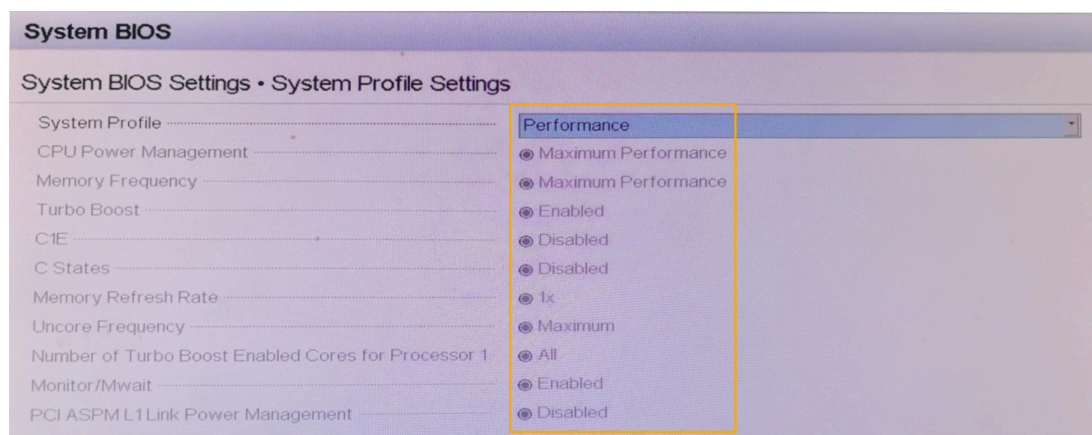 System BIOS
System BIOS Settings • System Profile Settings
System Profile Performance
CPU Power Management Maximum Performance
Memory Frequency Maximum Performance
Turbo Boost Enabled
C1E Disabled
C States Disabled
Memory Refresh Rate 1x
Uncore Frequency Maximum
Number of Turbo Boost Enabled Cores for Processor 1 All
Monitor/Mwait Enabled
PCI ASPM L1 Link Power Management Disabled